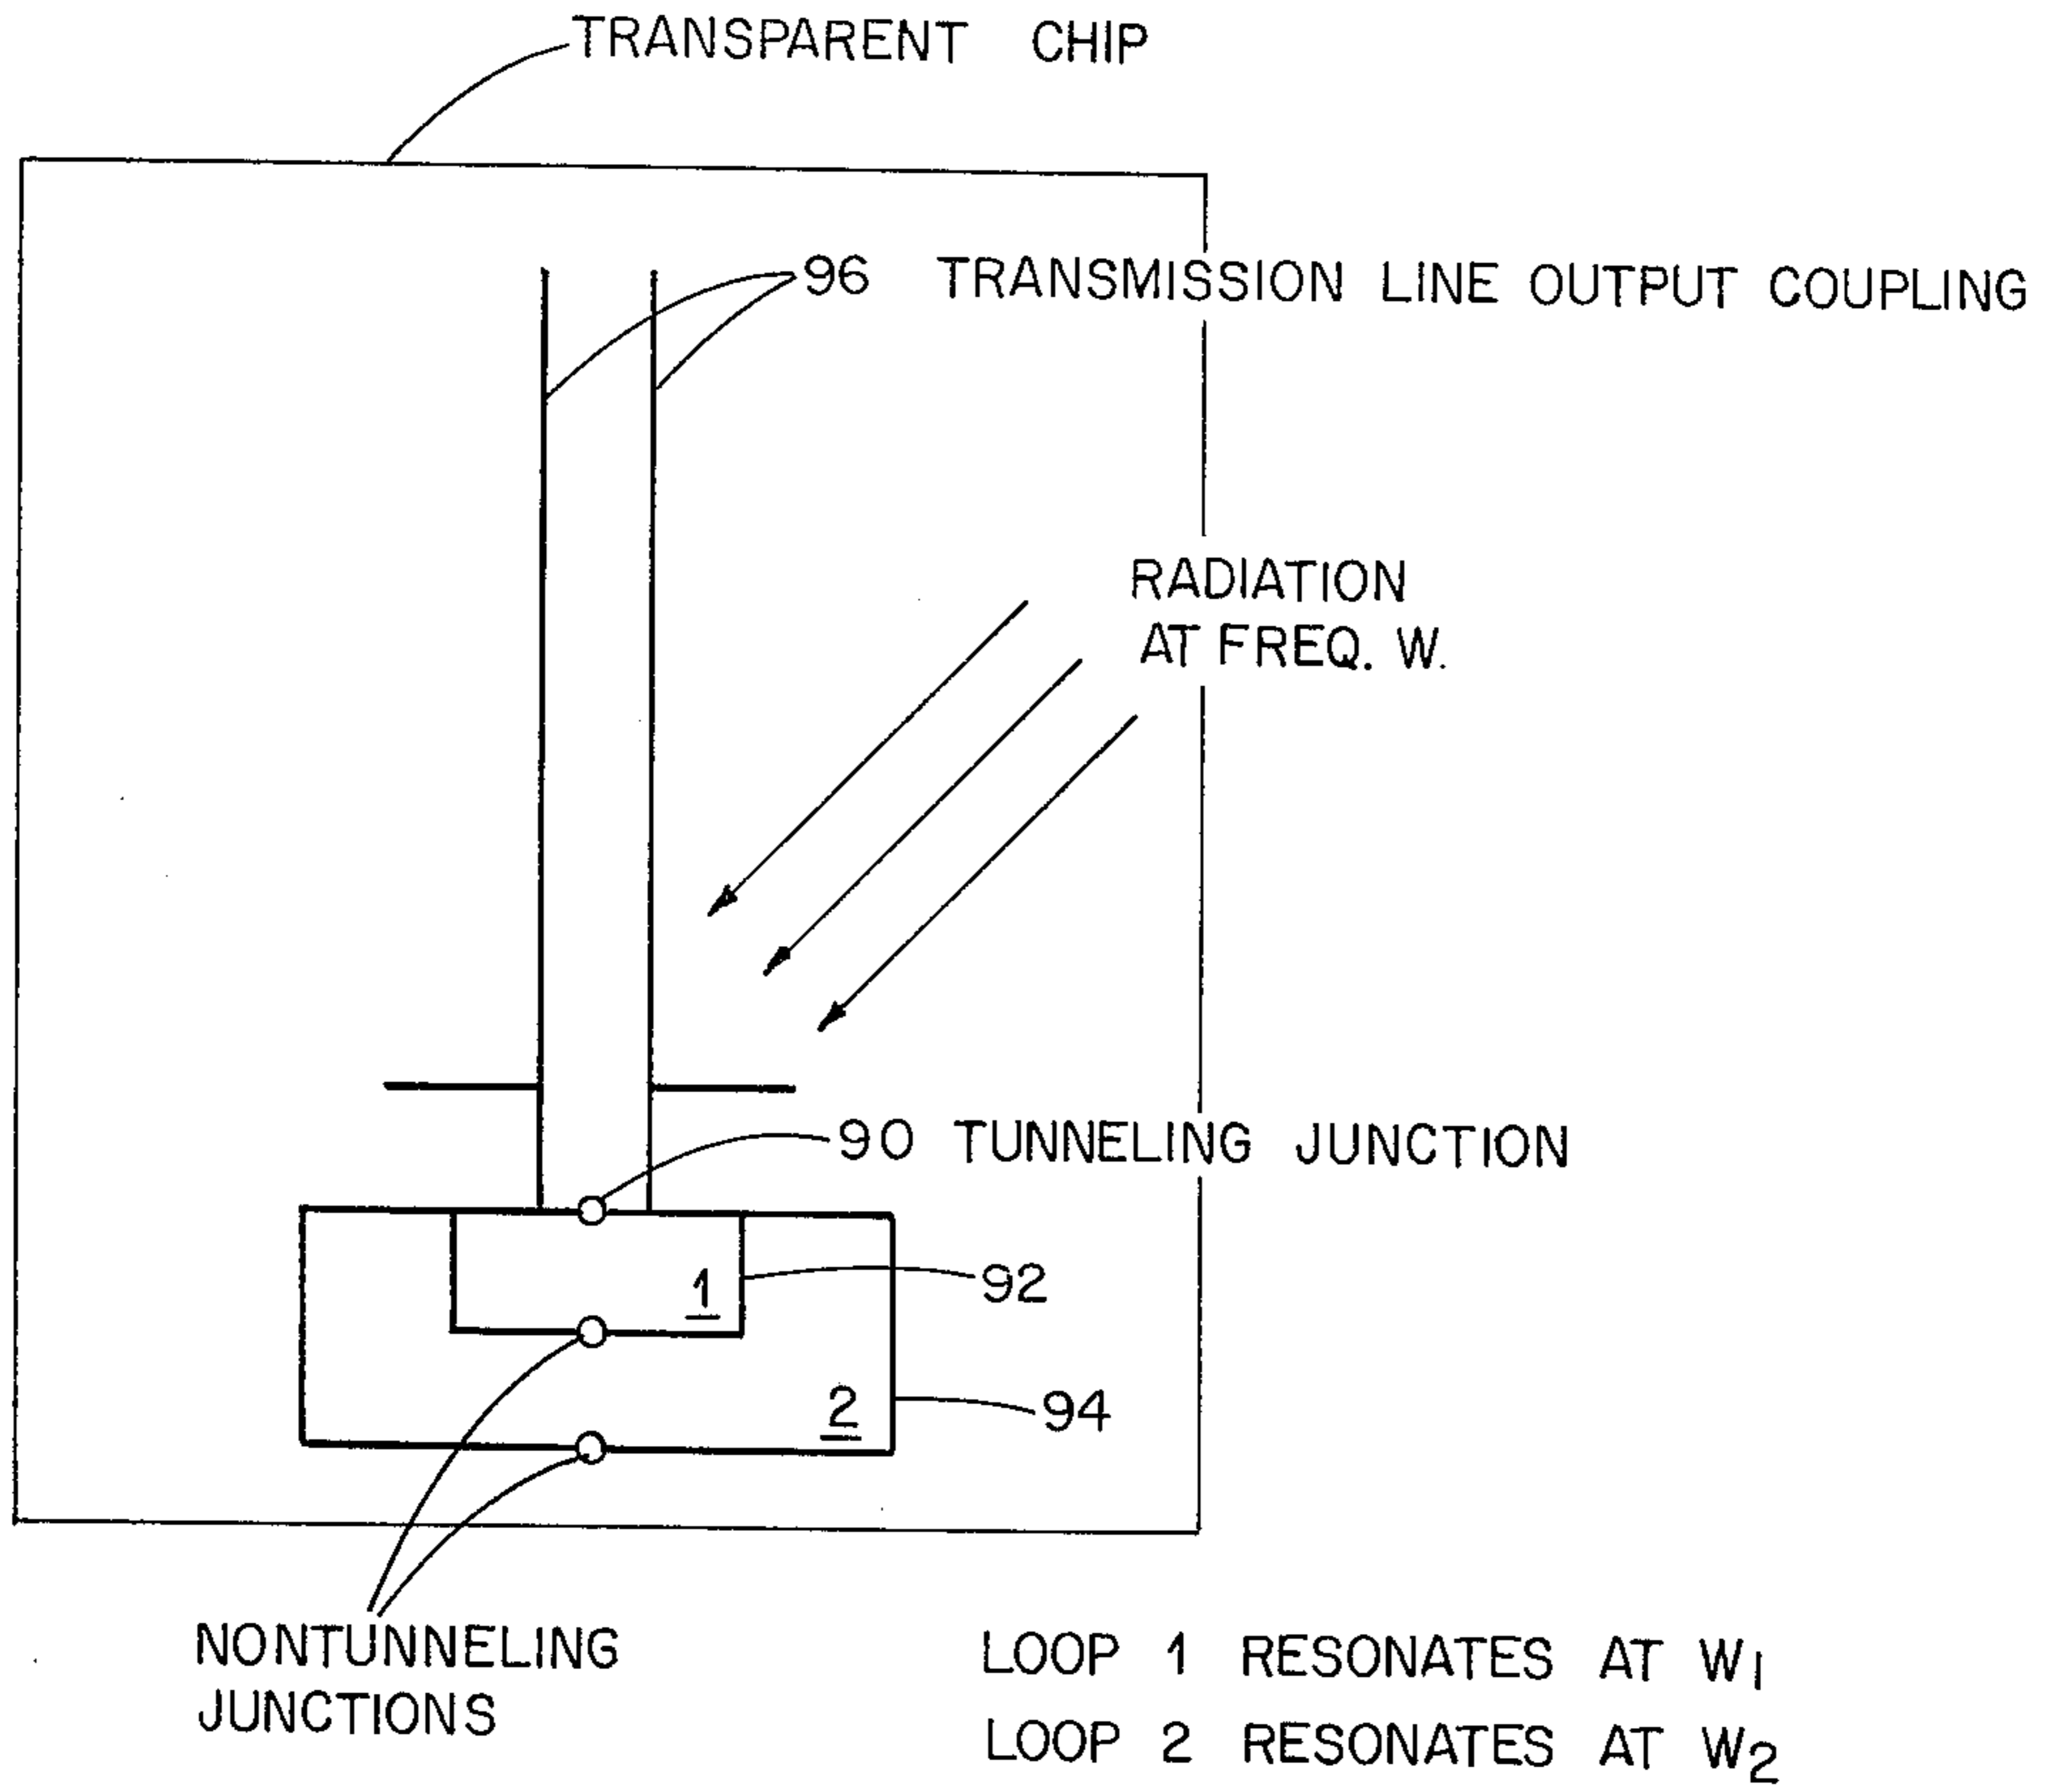 TRANSPARENT CHIP
96 TRANSMISSION LINE OUTPUT COUPLING
RADIATION
AT FREQ. W.
90 TUNNELING JUNCTION
1
92
2
94
NONTUNNELING
JUNCTIONS
LOOP 1 RESONATES AT W1
LOOP 2 RESONATES AT W2